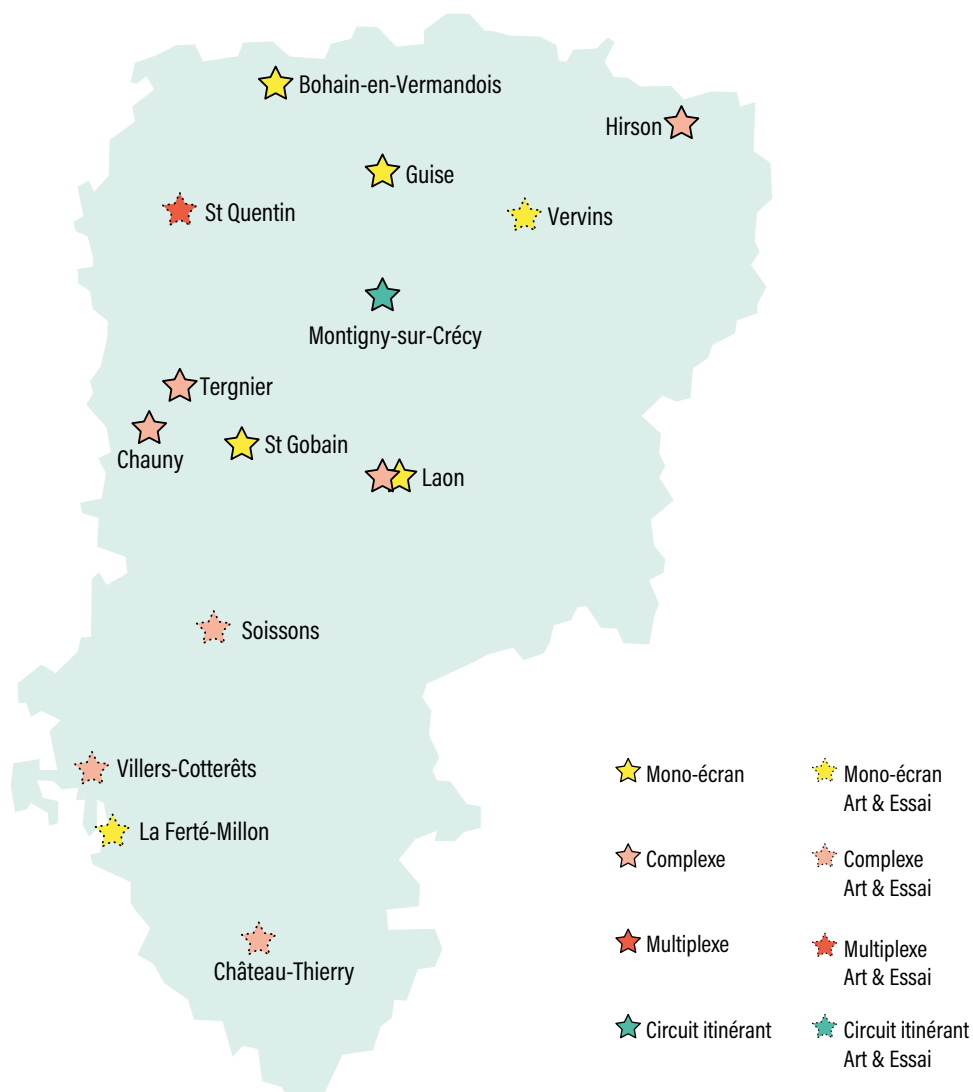 Bohain-en-Vermandois
Hirson
Guise
St Quentin
Vervins
Montigny-sur-Crécy
Tergnier
Chauny
St Gobain
Laon
Soissons
Villers-Cotterêts
La Ferté-Millon
Château-Thierry
Mono-écran
Mono-écran
Art & Essai
Complexe
Complexe
Art & Essai
Multiplexe
Multiplexe
Art & Essai
Circuit itinérant
Circuit itinérant
Art & Essai